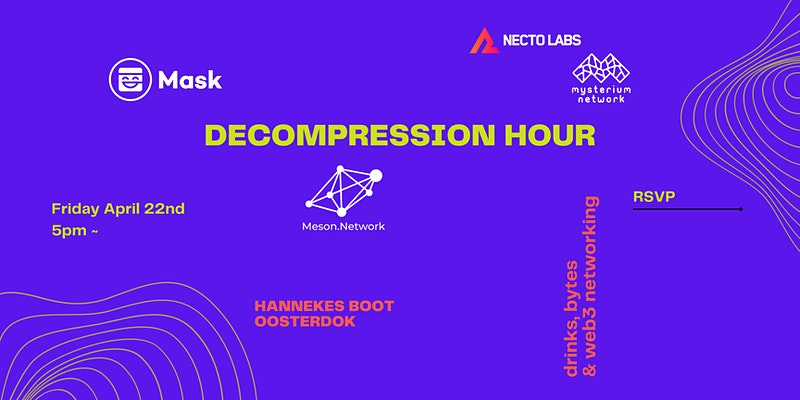 NECTO LABS
Mask
mysterium
network
DECOMPRESSION HOUR
Friday April 22nd
5pm ~
Meson.Network
RSVP
HANNEKES BOOT
OOSTERDOK
drinks, bytes
& web3 networking